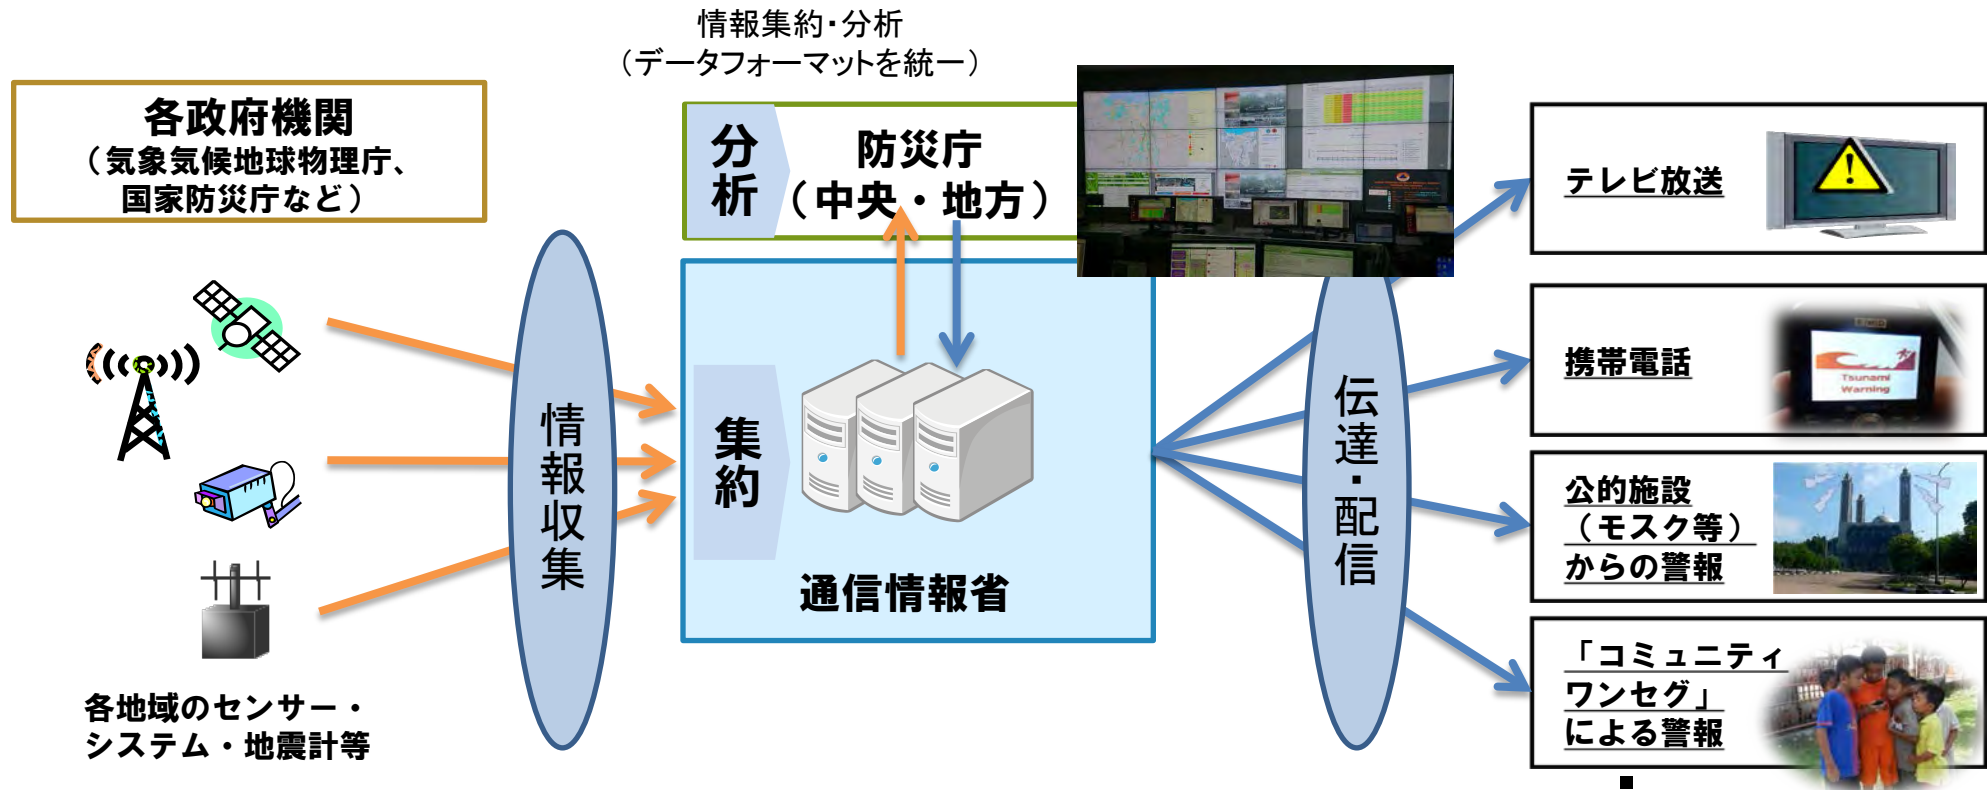 情報集約・分析
（データフォーマットを統一）
各政府機関
（気象気候地球物理庁、
国家防災庁など）
分析
防災庁
（中央・地方）
情報収集
集約
通信情報省
各地域のセンサー・
システム・地震計等
伝達・配信
テレビ放送
携帯電話
Tsunami
Warning
公的施設
（モスク等）
からの警報
「コミュニティ
ワンセグ」
による警報